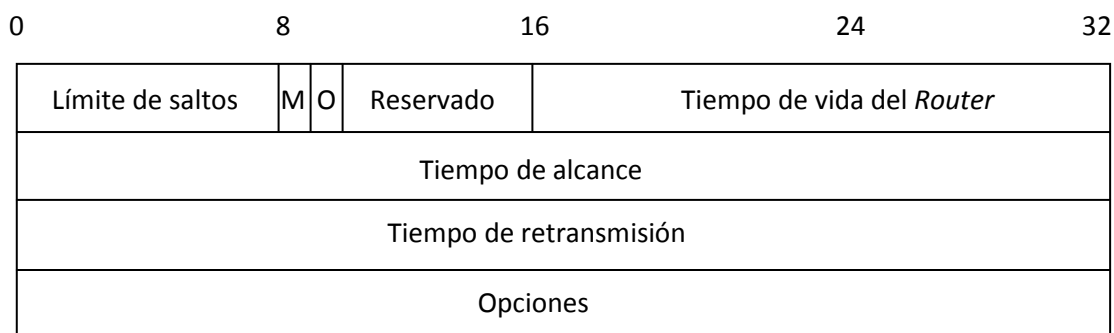 0 8 16 24 32
Límite de saltos M O Reservado Tiempo de vida del Router
Tiempo de alcance
Tiempo de retransmisión
Opciones